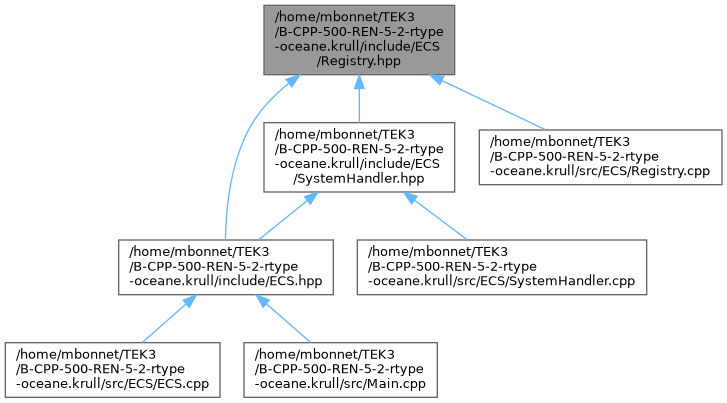 /home/mbonnet/TEK3
/B-CPP-500-REN-5-2-rtype
-oceane.krull/include/ECS
/Registry.hpp
/home/mbonnet/TEK3
/B-CPP-500-REN-5-2-rtype
-oceane.krull/include/ECS
/SystemHandler.hpp
/home/mbonnet/TEK3
/B-CPP-500-REN-5-2-rtype
-oceane.krull/src/ECS/Registry.cpp
/home/mbonnet/TEK3
/B-CPP-500-REN-5-2-rtype
-oceane.krull/include/ECS.hpp
/home/mbonnet/TEK3
/B-CPP-500-REN-5-2-rtype
-oceane.krull/src/ECS/SystemHandler.cpp
/home/mbonnet/TEK3
/B-CPP-500-REN-5-2-rtype
-oceane.krull/src/ECS/ECS.cpp
/home/mbonnet/TEK3
/B-CPP-500-REN-5-2-rtype
-oceane.krull/src/Main.cpp